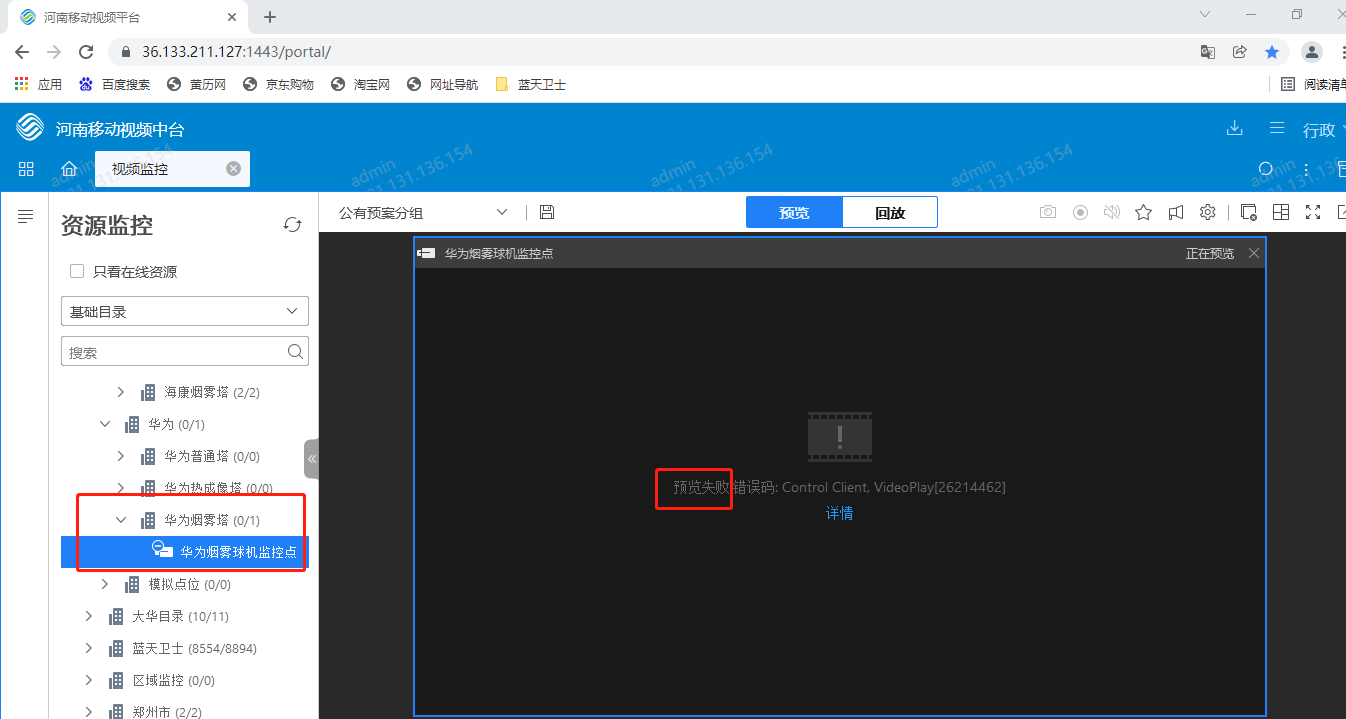 河南移动视频平台
36.133.211.127:1443/portal/
应用 百度搜索 黄历网 京东购物 淘宝网 网址导航 蓝天卫士 阅读清单
河南移动视频中台 行政
视频监控
admin admin admin admin
131.136.154 131.136.154 131.136.154
资源监控 公有预案分组 预览 回放
只看在线资源
华为烟雾球机监控点 正在预览
基础目录
搜索
海康烟雾塔 (2/2)
华为 (0/1)
华为普通塔 (0/0)
华为热成像塔 (0/0)
预览失败错误码: Control Client, VideoPlay[26214462]
详情
华为烟雾塔 (0/1)
华为烟雾球机监控点
模拟点位 (0/0)
大华目录 (10/11)
蓝天卫士 (8554/8894)
区域监控 (0/0)
郑州市 (2/2)